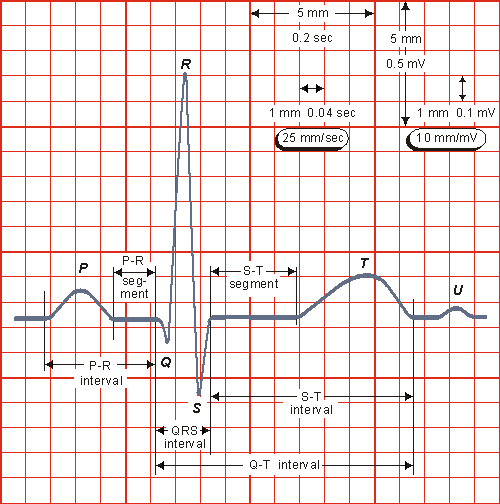 5 mm
0.2 sec
5 mm
0.5 mV
1 mm 0.04 sec
1 mm 0.1 mV
25 mm/sec
10 mm/mV
R
P
P-R
seg-
ment
S-T
segment
T
U
Q
P-R
interval
S
S-T
interval
QRS
interval
Q-T interval